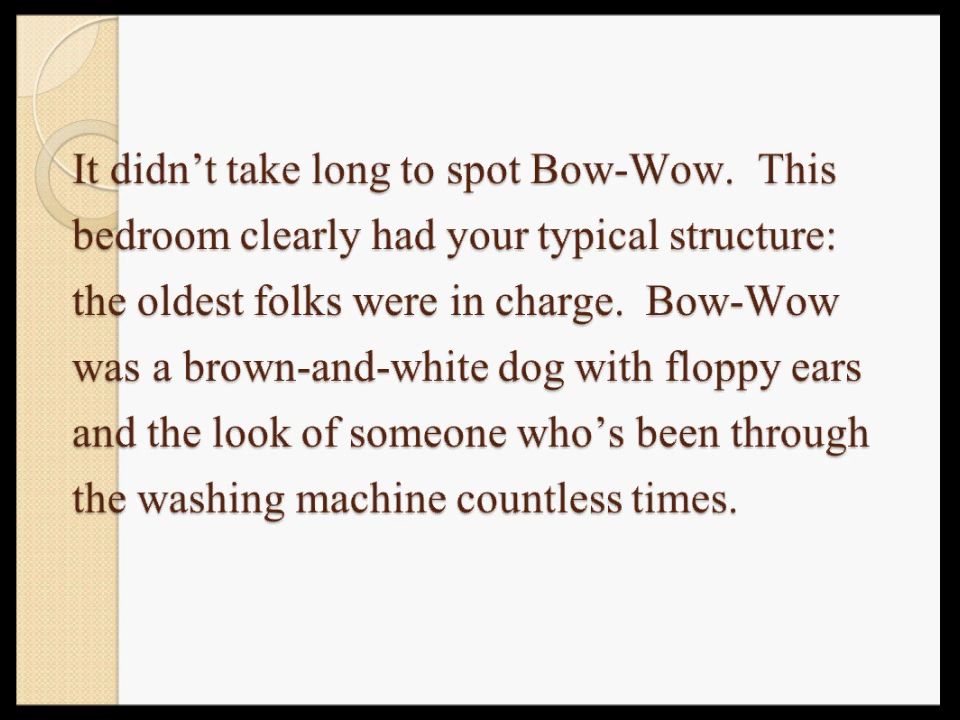 It didn’t take long to spot Bow-Wow.  This
bedroom clearly had your typical structure:
the oldest folks were in charge.  Bow-Wow
was a brown-and-white dog with floppy ears
and the look of someone who’s been through
the washing machine countless times.